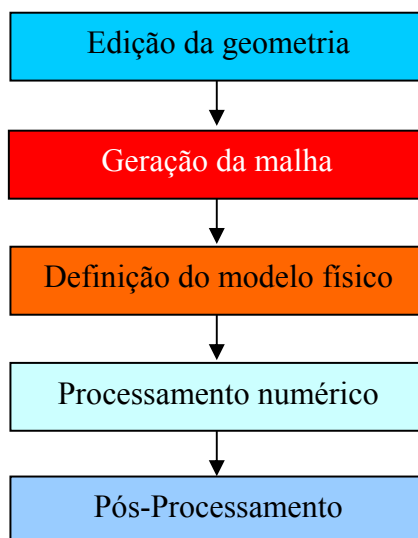 Edição da geometria
Geração da malha
Definição do modelo físico
Processamento numérico
Pós-Processamento